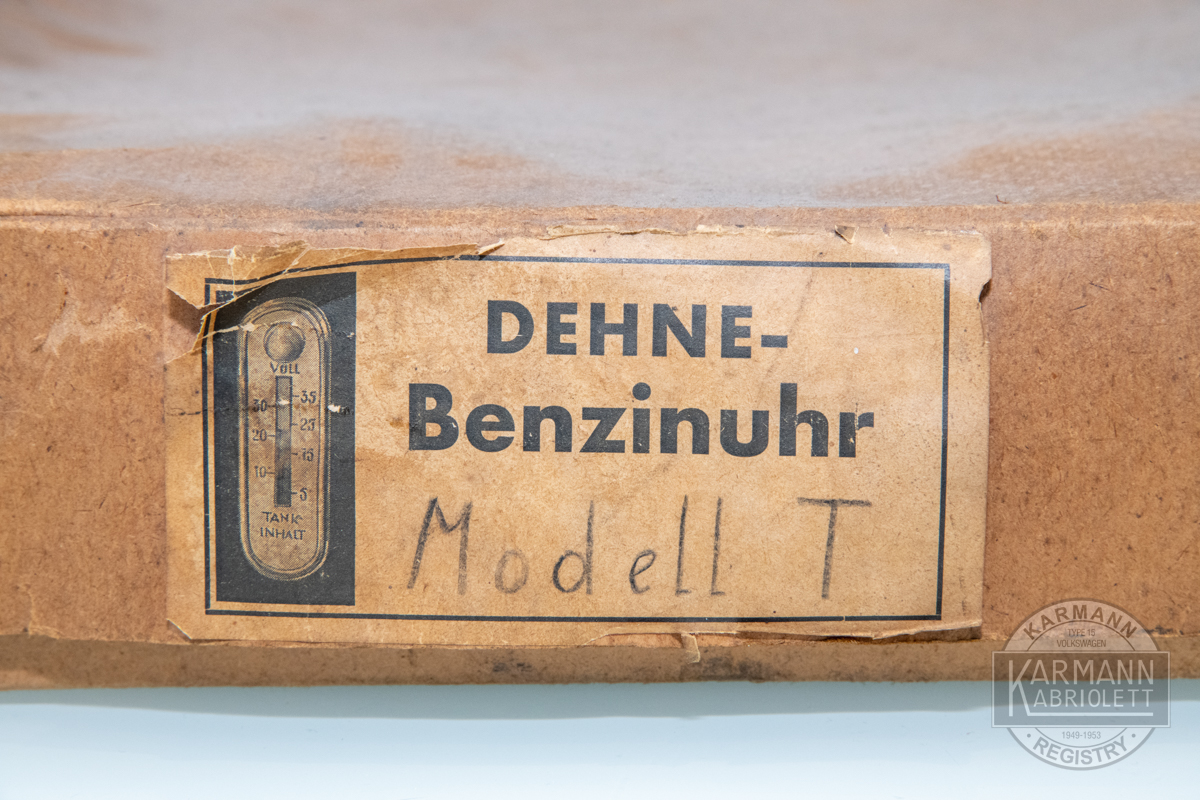 DEHNE-
Benzinuhr
Modell T
VOLL
35
30
25
20
15
10
5
TANK-
INHALT
KARMANN
TYPE 15
VOLKSWAGEN
KARMANN
KABRIOLETT
1949-1953
REGISTRY